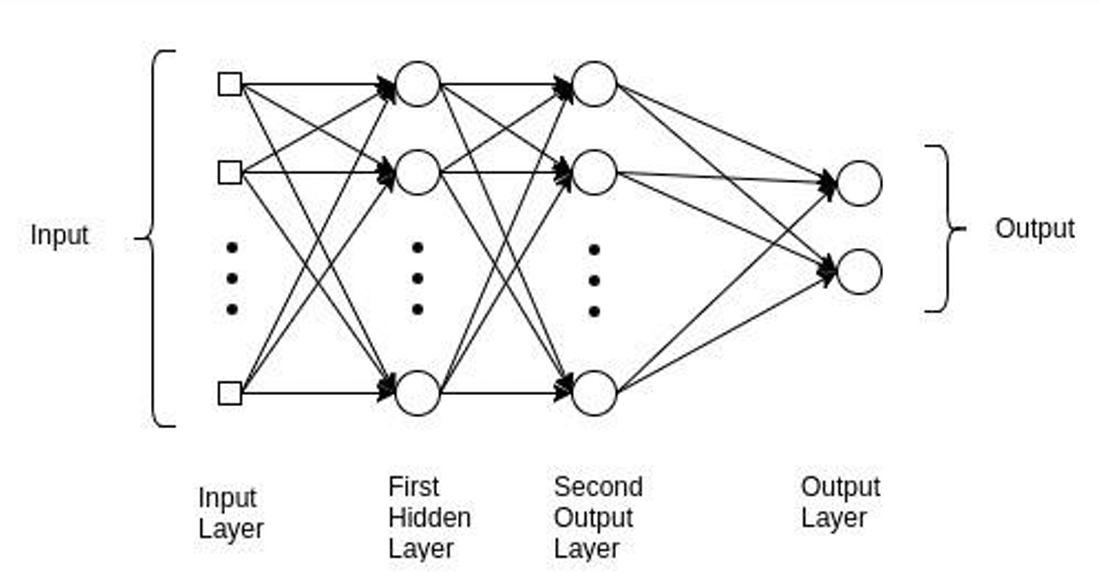 Input
Output
Input
Layer
First
Hidden
Layer
Second
Output
Layer
Output
Layer